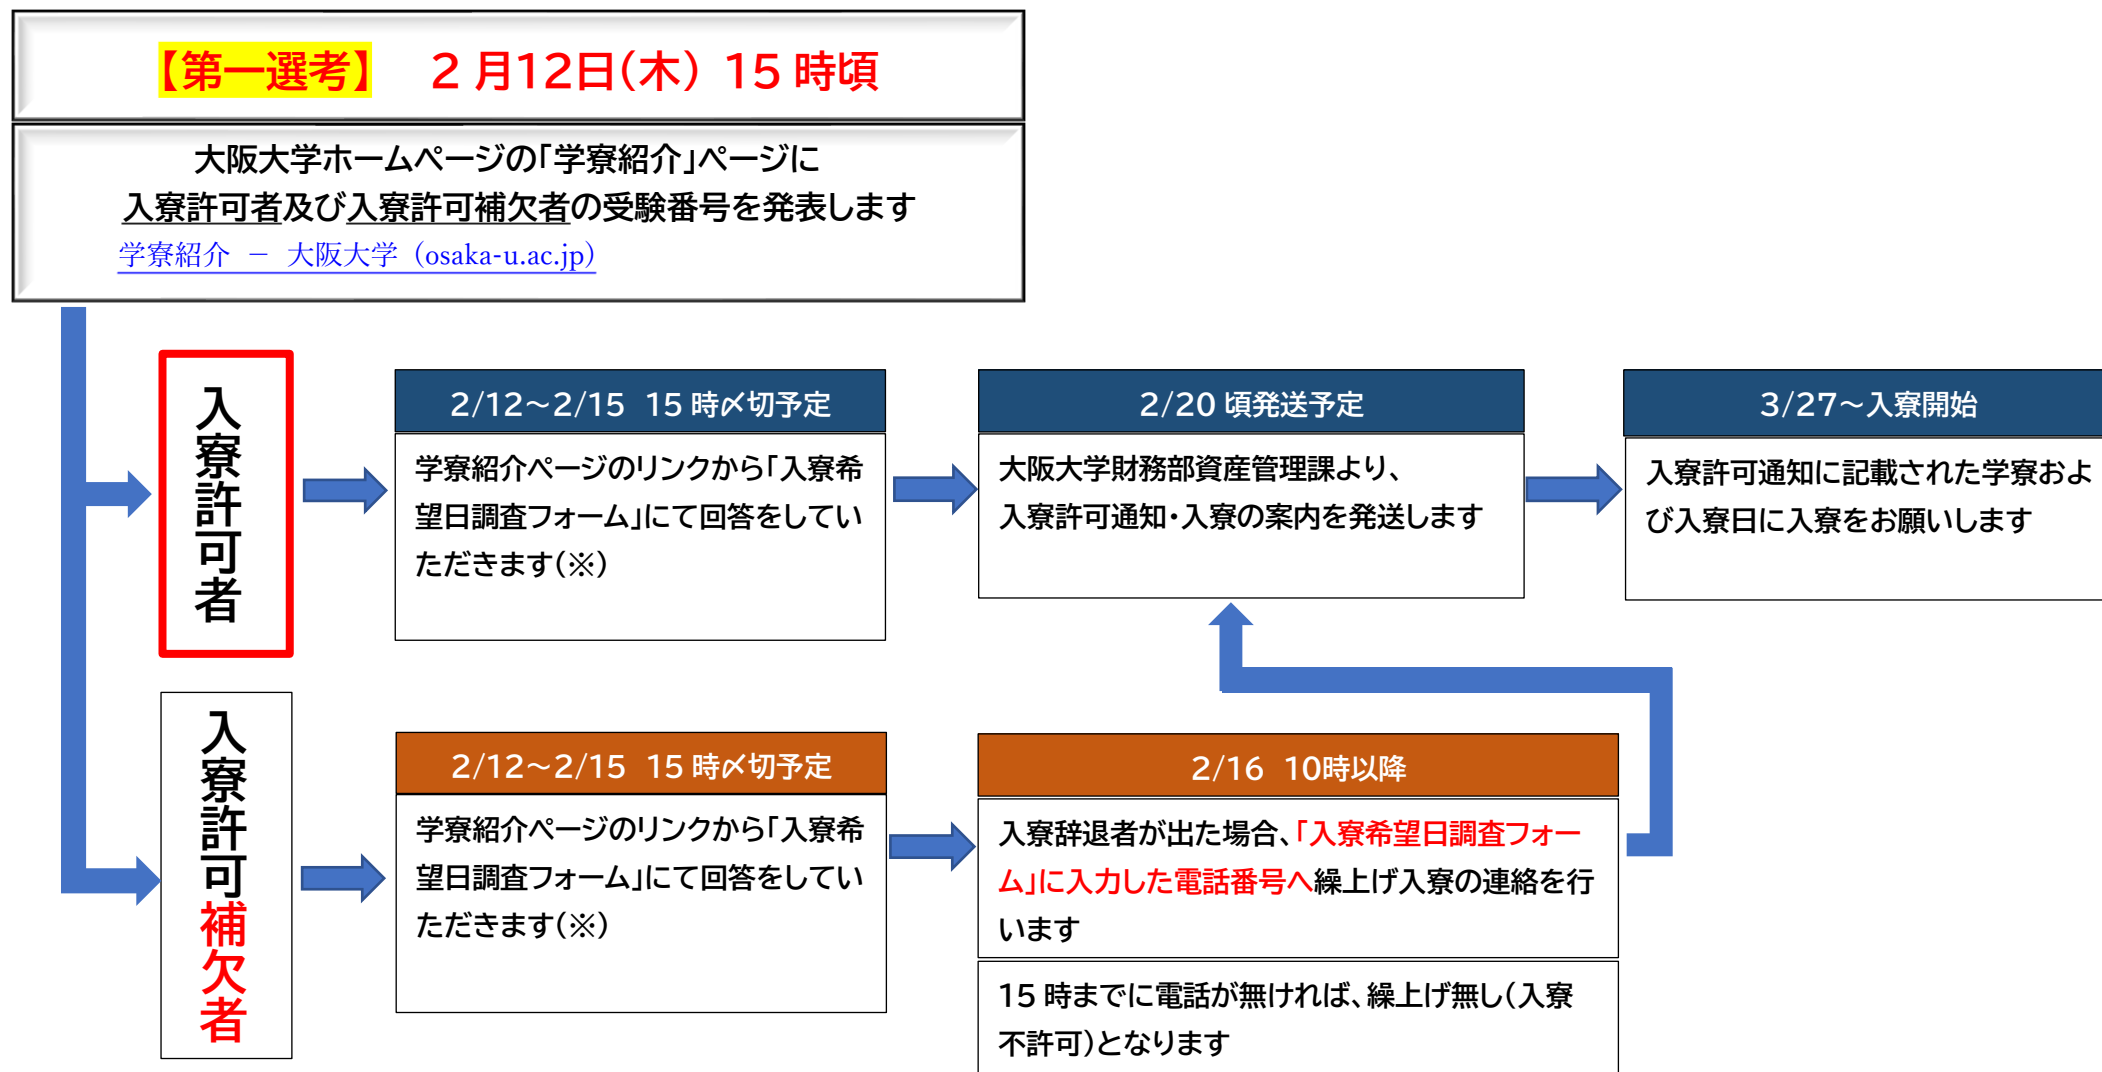 【第一選考】 2月12日(木) 15時頃
大阪大学ホームページの「学寮紹介」ページに
入寮許可者及び入寮許可補欠者の受験番号を発表します
学寮紹介 － 大阪大学 (osaka-u.ac.jp)
入寮許可者
2/12～2/15 15時〆切予定
学寮紹介ページのリンクから「入寮希
望日調査フォーム」にて回答をしてい
ただきます(※)
2/20頃発送予定
大阪大学財務部資産管理課より、
入寮許可通知・入寮の案内を発送します
3/27～入寮開始
入寮許可通知に記載された学寮およ
び入寮日に入寮をお願いします
入寮許可補欠者
2/12～2/15 15時〆切予定
学寮紹介ページのリンクから「入寮希
望日調査フォーム」にて回答をしてい
ただきます(※)
2/16 10時以降
入寮辞退者が出た場合、「入寮希望日調査フォー
ム」に入力した電話番号へ繰上げ入寮の連絡を行
います
15時までに電話が無ければ、繰上げ無し(入寮
不許可)となります